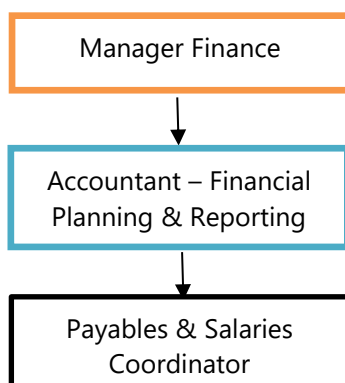 Manager Finance
Accountant – Financial
Planning & Reporting
Payables & Salaries
Coordinator